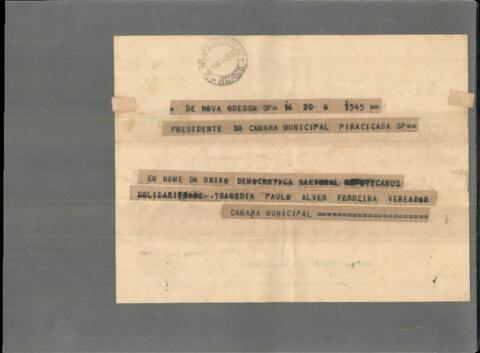 DE NOVA ODESSA SP= 16 20 8 1545 ==
PRESIDENTE DA CAMARA MUNICIPAL PIRACICABA SP==
EM NOME DA UNIAO DEMOCRATICA NACIONAL
SOLIDARIEDADE TRAGEDIA PAULO ALVES FERREIRA VEREADOR
CAMARA MUNICIPAL